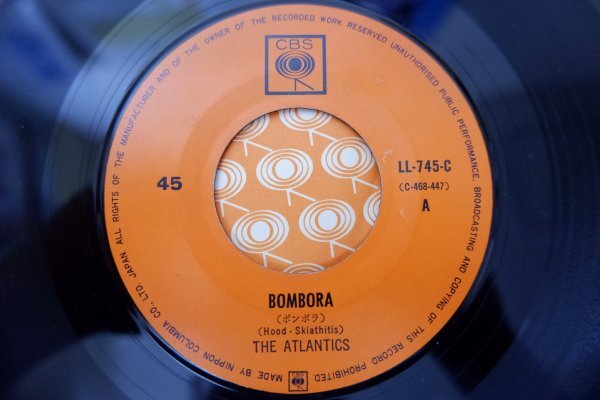 ALL RIGHTS OF THE MANUFACTURER AND OF THE OWNER OF THE RECORDED WORK RESERVED UNAUTHORISED PUBLIC PERFORMANCE, BROADCASTING AND COPYING OF THIS RECORD PROHIBITED.
MADE BY NIPPON COLUMBIA CO., LTD. JAPAN
CBS
45
LL-745-C
(C-468-447)
A
BOMBORA
(ボンボラ)
(Hood - Skiathitis)
THE ATLANTICS
CBS